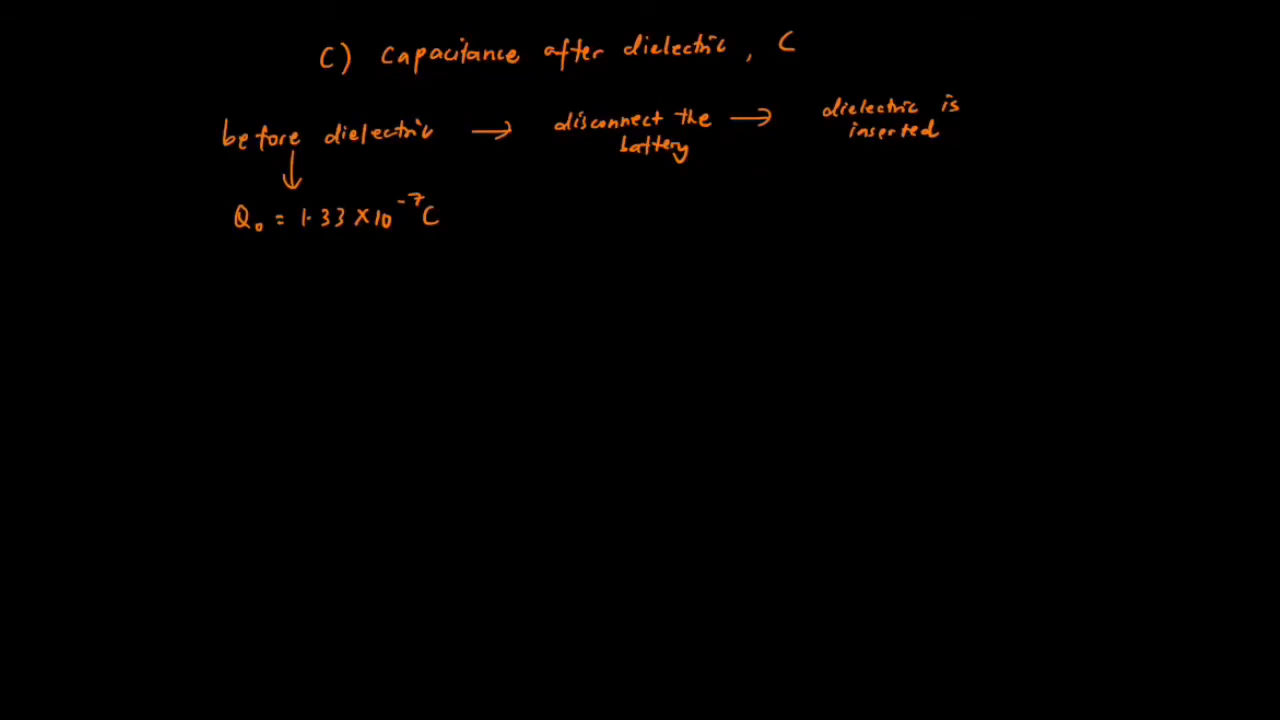 C) Capacitance after dielectric, C
before dielectric → disconnect the battery → dielectric is inserted
↓
Q₀ = 1.33 × 10⁻⁷ C